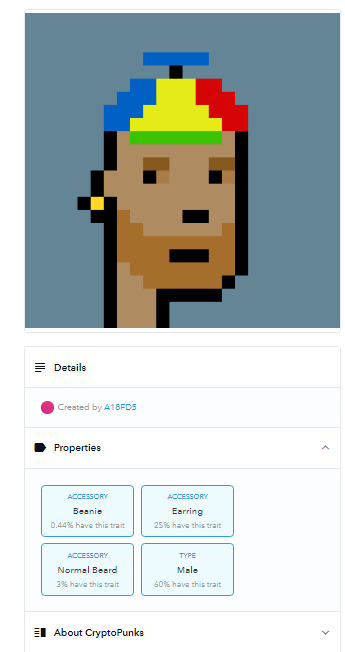 Details
Created by A18FD5
Properties
ACCESSORY
Beanie
0.44% have this trait
ACCESSORY
Earring
25% have this trait
ACCESSORY
Normal Beard
3% have this trait
TYPE
Male
60% have this trait
About CryptoPunks